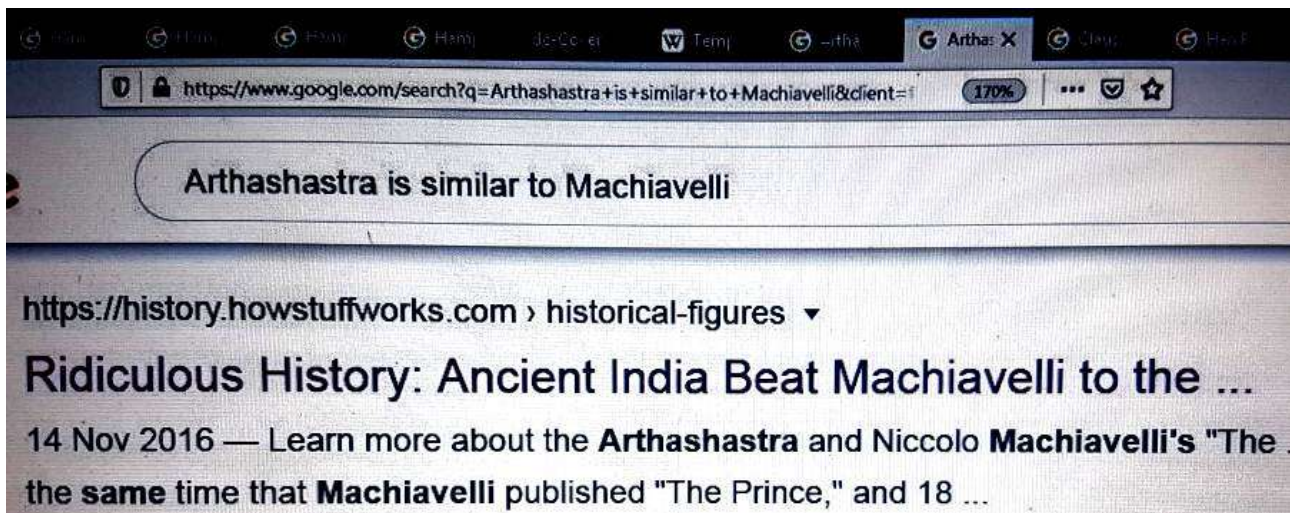 Temp
Arthas
https://www.google.com/search?q=Arthashastra+is+similar+to+Machiavelli&client=
170%
Arthashastra is similar to Machiavelli
https://history.howstuffworks.com › historical-figures
Ridiculous History: Ancient India Beat Machiavelli to the ...
14 Nov 2016 — Learn more about the Arthashastra and Niccolo Machiavelli's "The
the same time that Machiavelli published "The Prince," and 18 ...